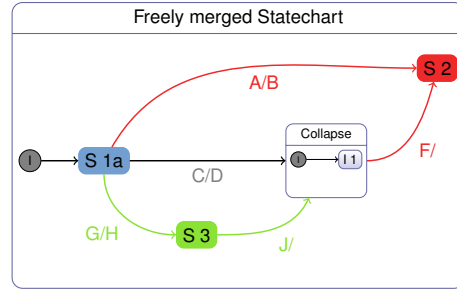 Freely merged Statechart
S 2
A/B
Collapse
I
S 1a
I
I 1
F/
C/D
G/H
S 3
J/